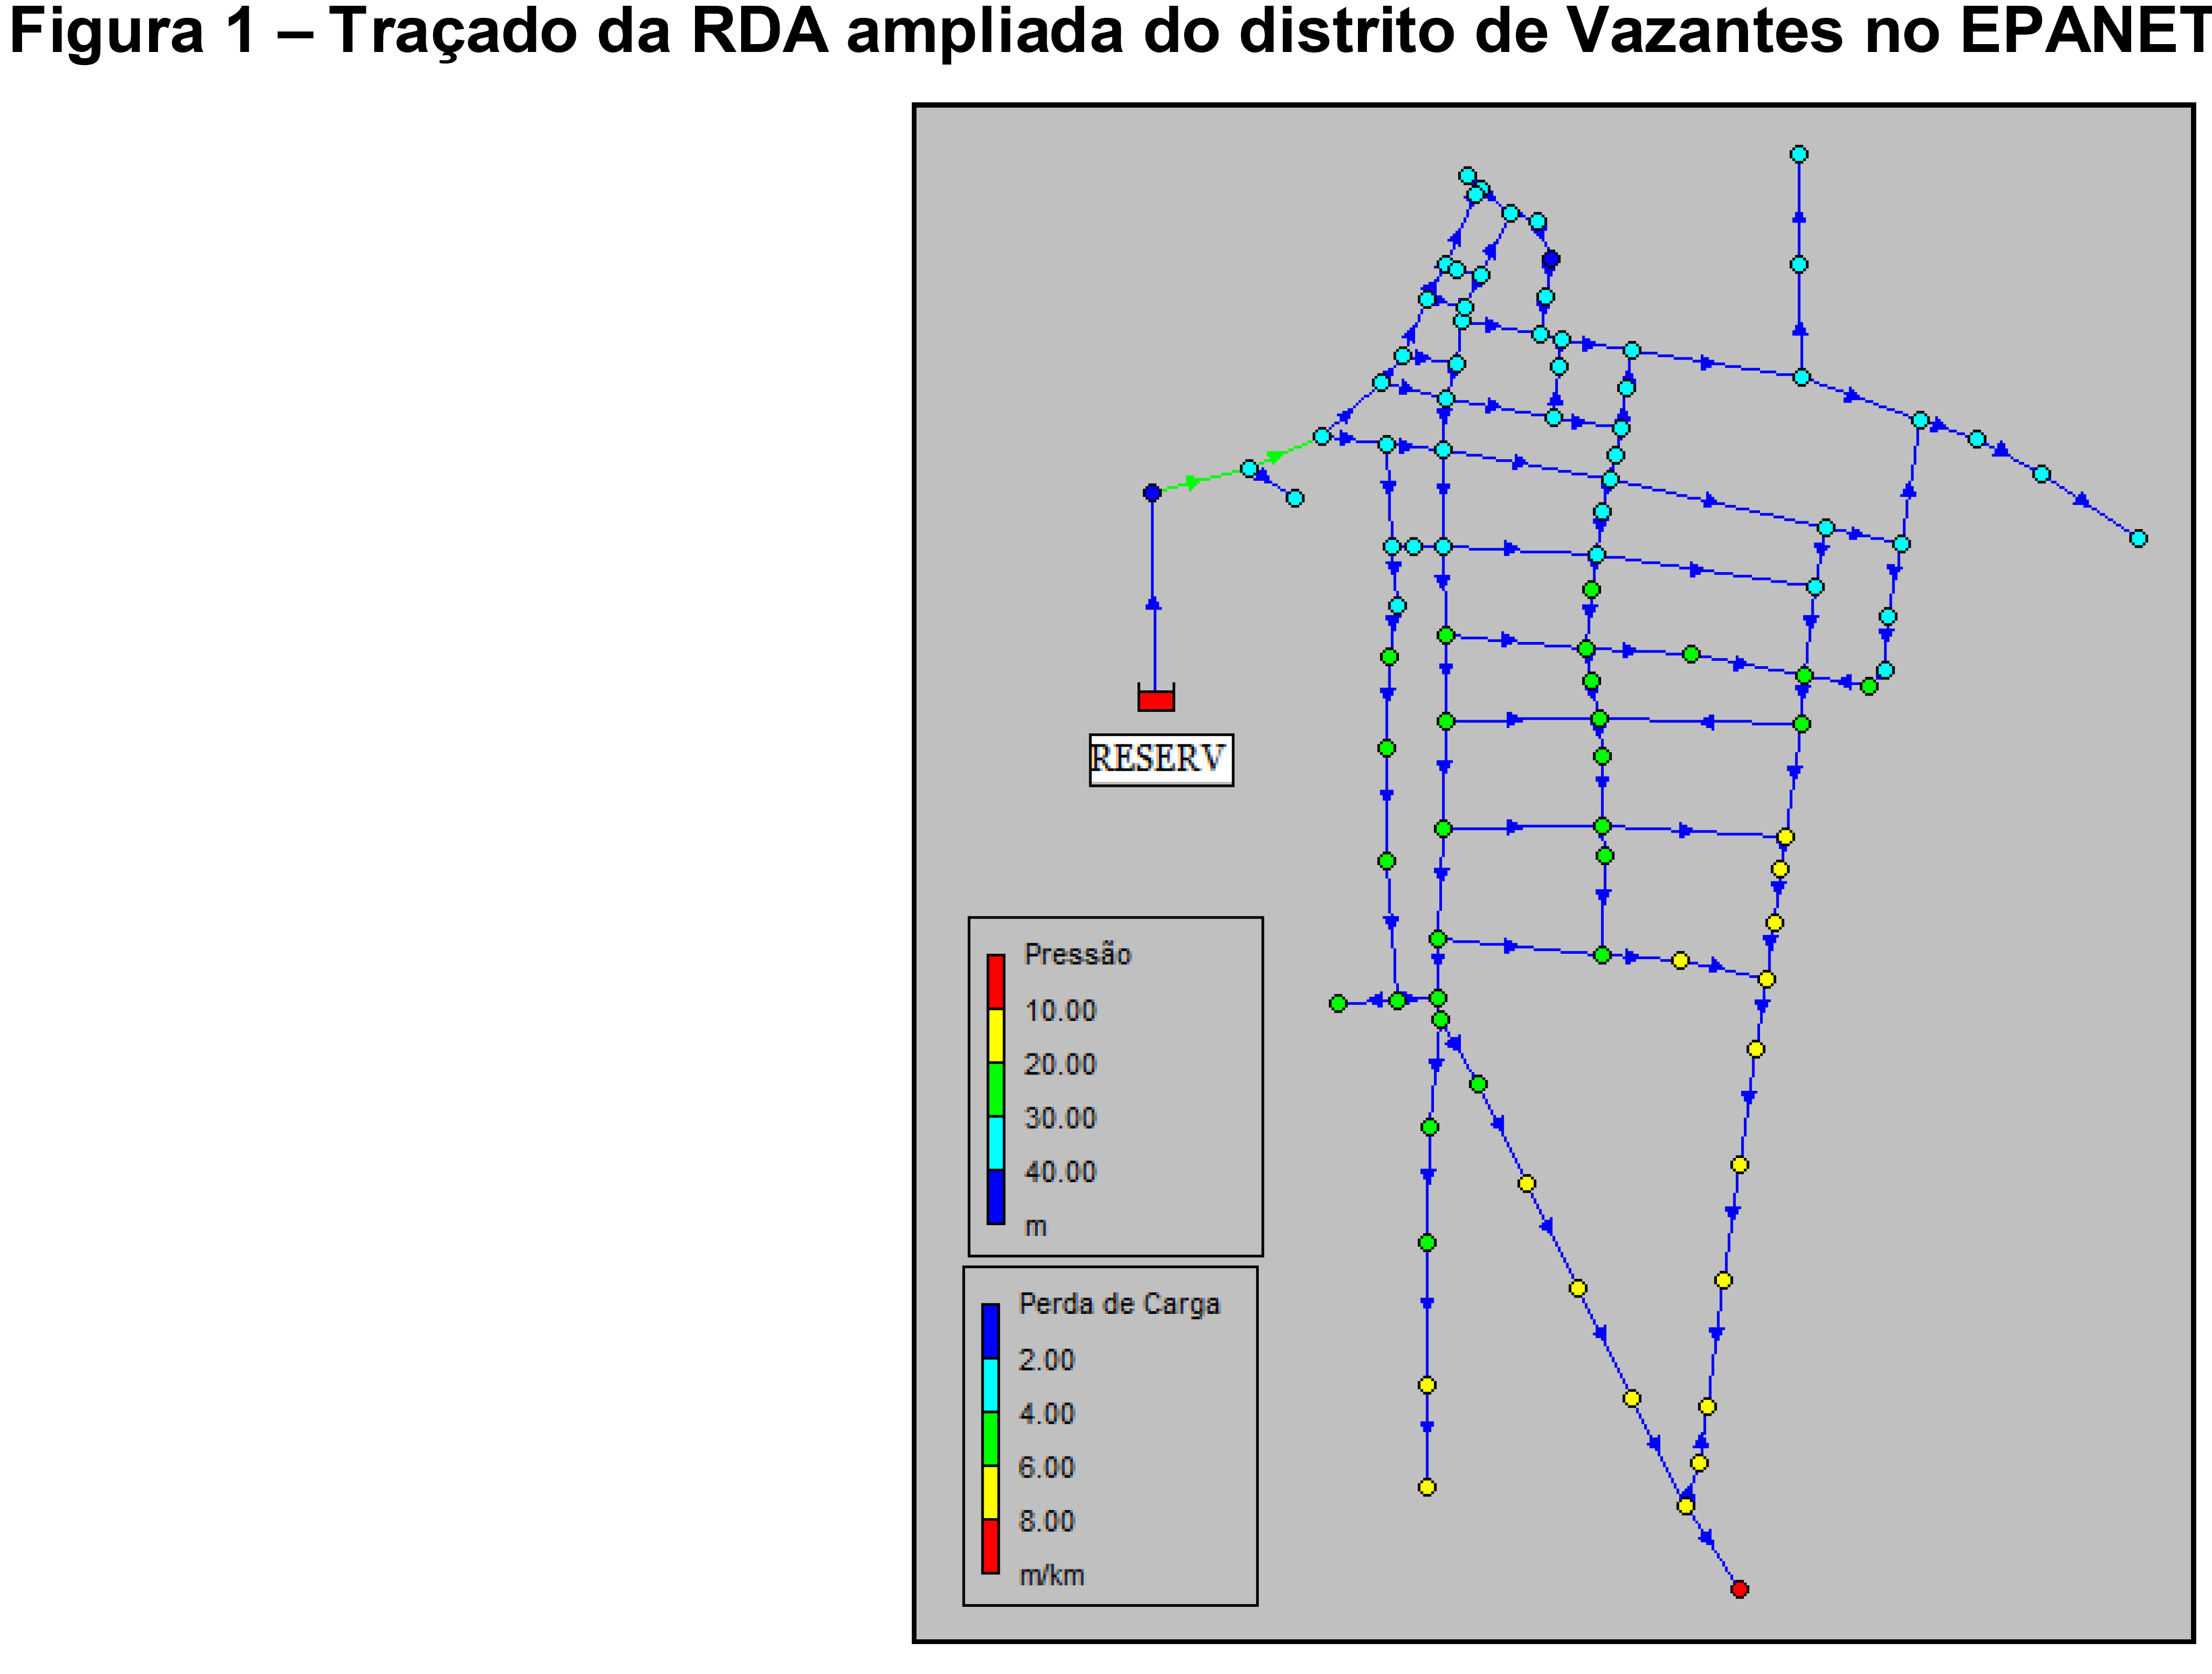 Figura 1 – Traçado da RDA ampliada do distrito de Vazantes no EPANET
RESERV
Pressão
10.00
20.00
30.00
40.00
m
Perda de Carga
2.00
4.00
6.00
8.00
m/km